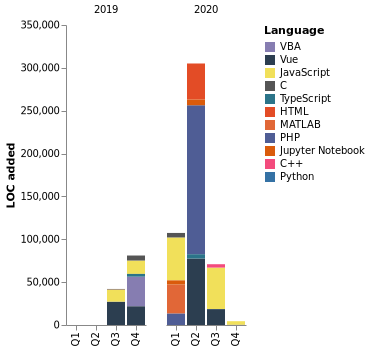 2019
2020
LOC added
350,000
300,000
250,000
200,000
150,000
100,000
50,000
0
Q1
Q2
Q3
Q4
Q1
Q2
Q3
Q4
Language
VBA
Vue
JavaScript
C
TypeScript
HTML
MATLAB
PHP
Jupyter Notebook
C++
Python